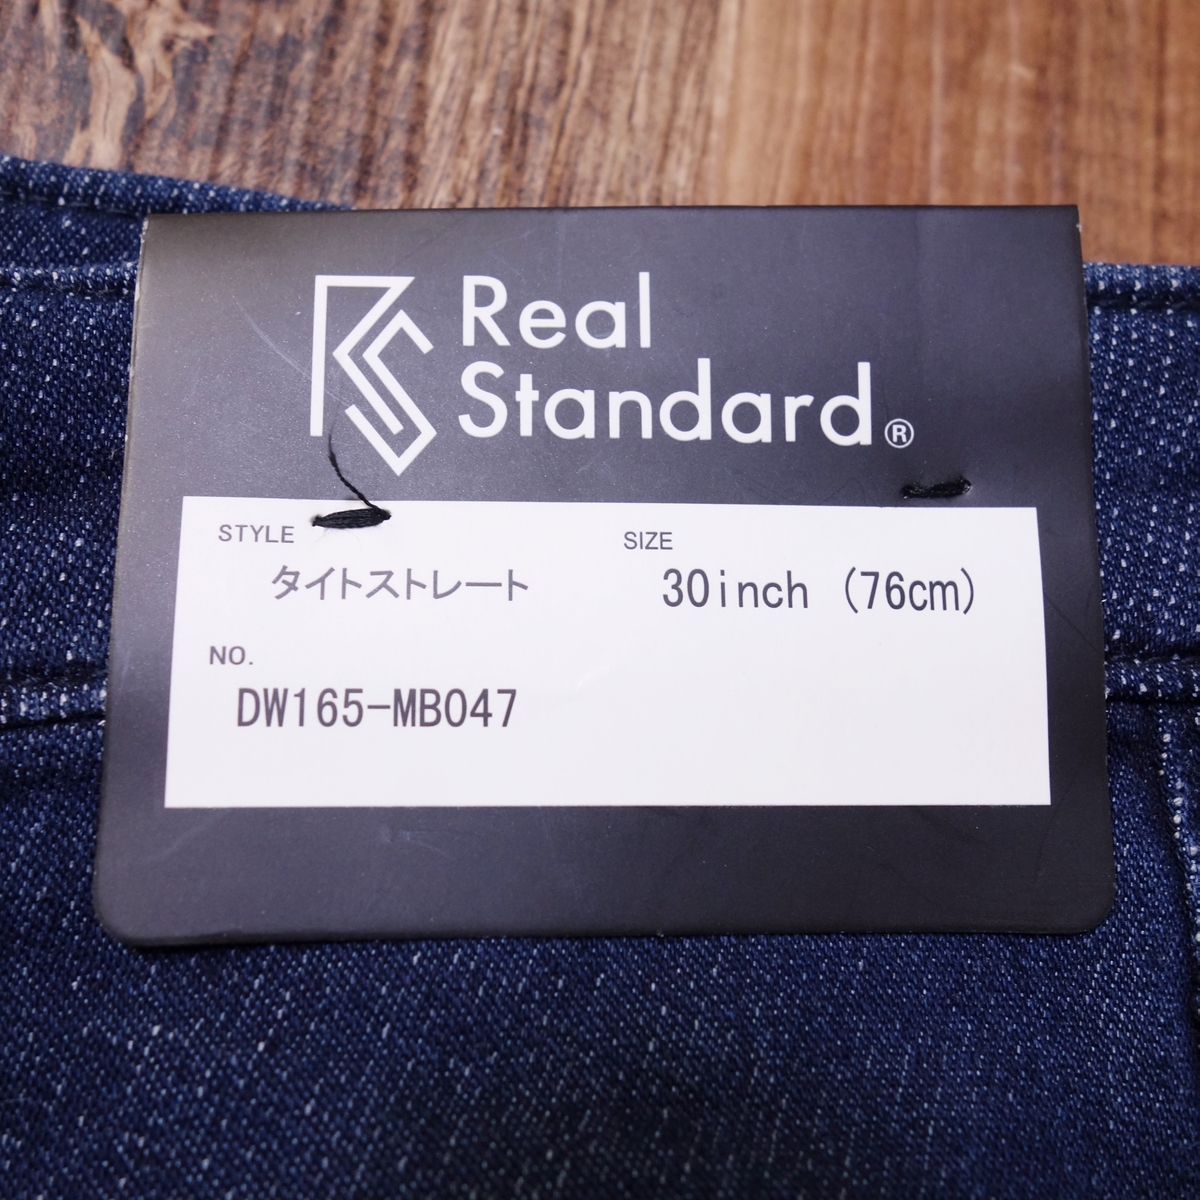 Real
Standard®
STYLE
タイトストレート
SIZE
30inch (76cm)
NO.
DW165-MB047